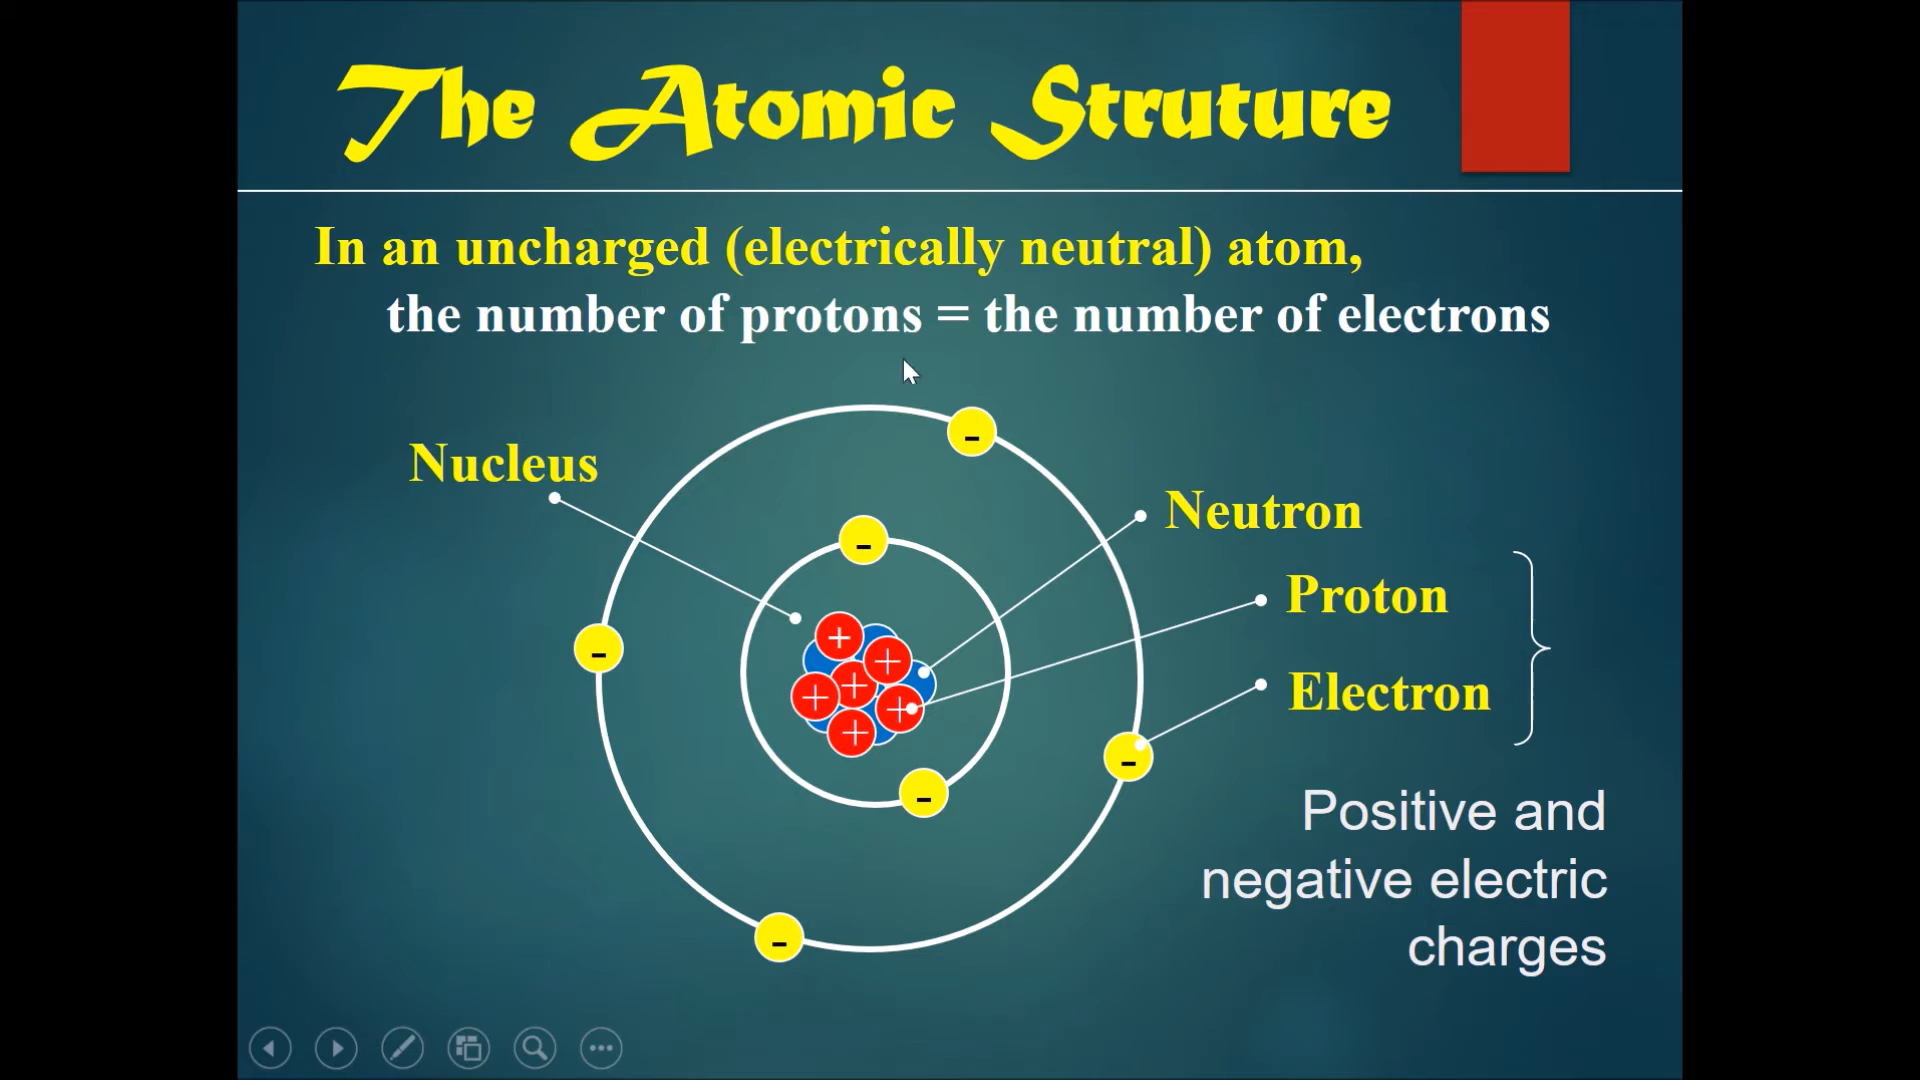 The Atomic Struture
In an uncharged (electrically neutral) atom,
the number of protons = the number of electrons
Nucleus
Neutron
Proton
Electron
Positive and
negative electric
charges
-
-
-
-
-
-
+
+
+
+
+
+